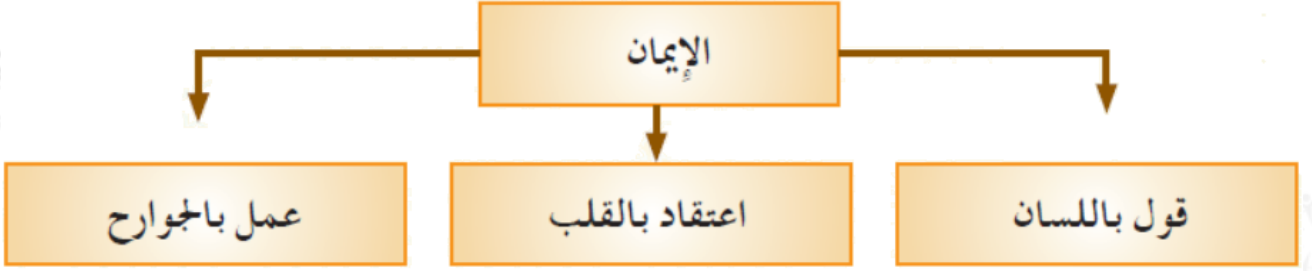 الإيمان
قول باللسان
اعتقاد بالقلب
عمل بالجوارح